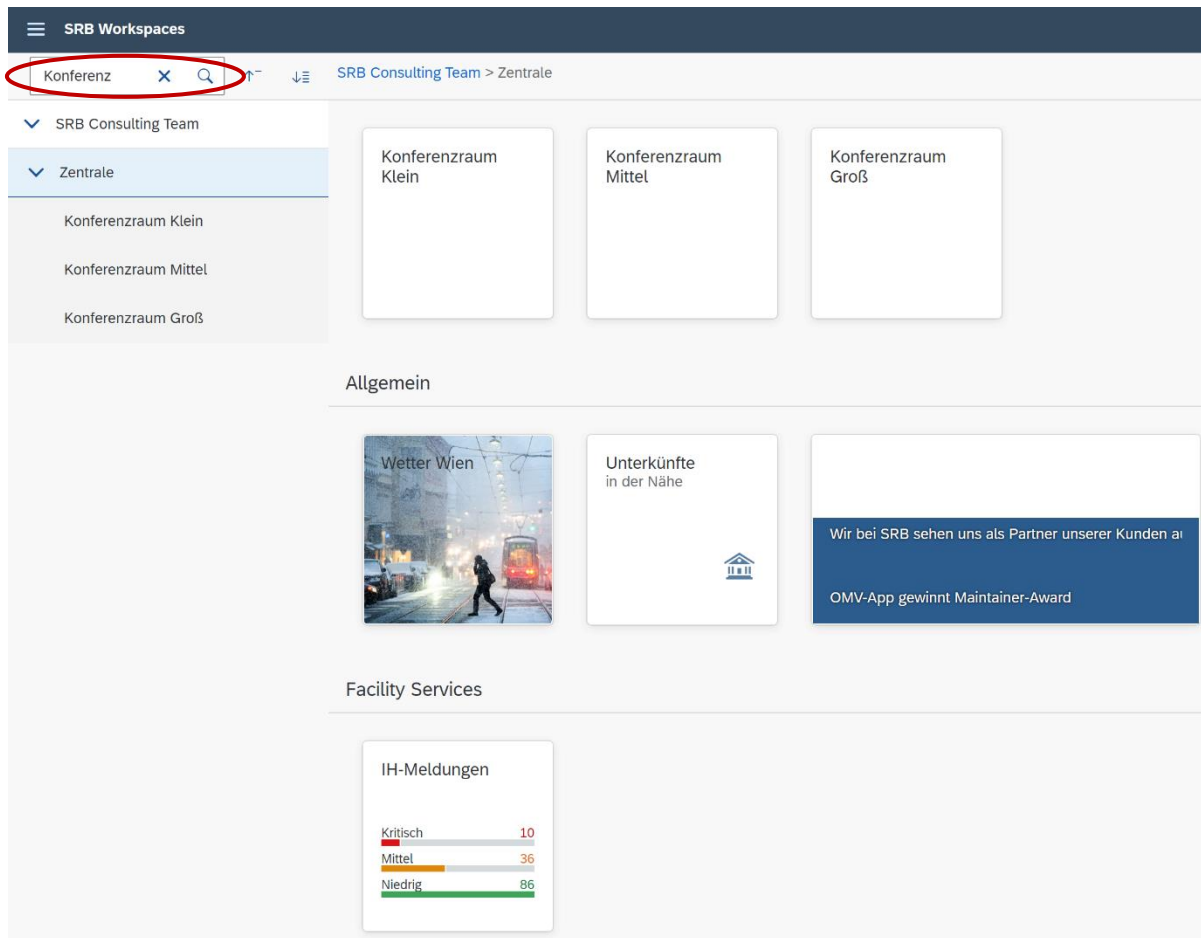 SRB Workspaces
Konferenz
SRB Consulting Team > Zentrale
SRB Consulting Team
Zentrale
Konferenzraum Klein
Konferenzraum Mittel
Konferenzraum Groß
Konferenzraum
Klein
Konferenzraum
Mittel
Konferenzraum
Groß
Allgemein
Wetter Wien
Unterkünfte
in der Nähe
Wir bei SRB sehen uns als Partner unserer Kunden
OMV-App gewinnt Maintainer-Award
Facility Services
IH-Meldungen
Kritisch 10
Mittel 36
Niedrig 86